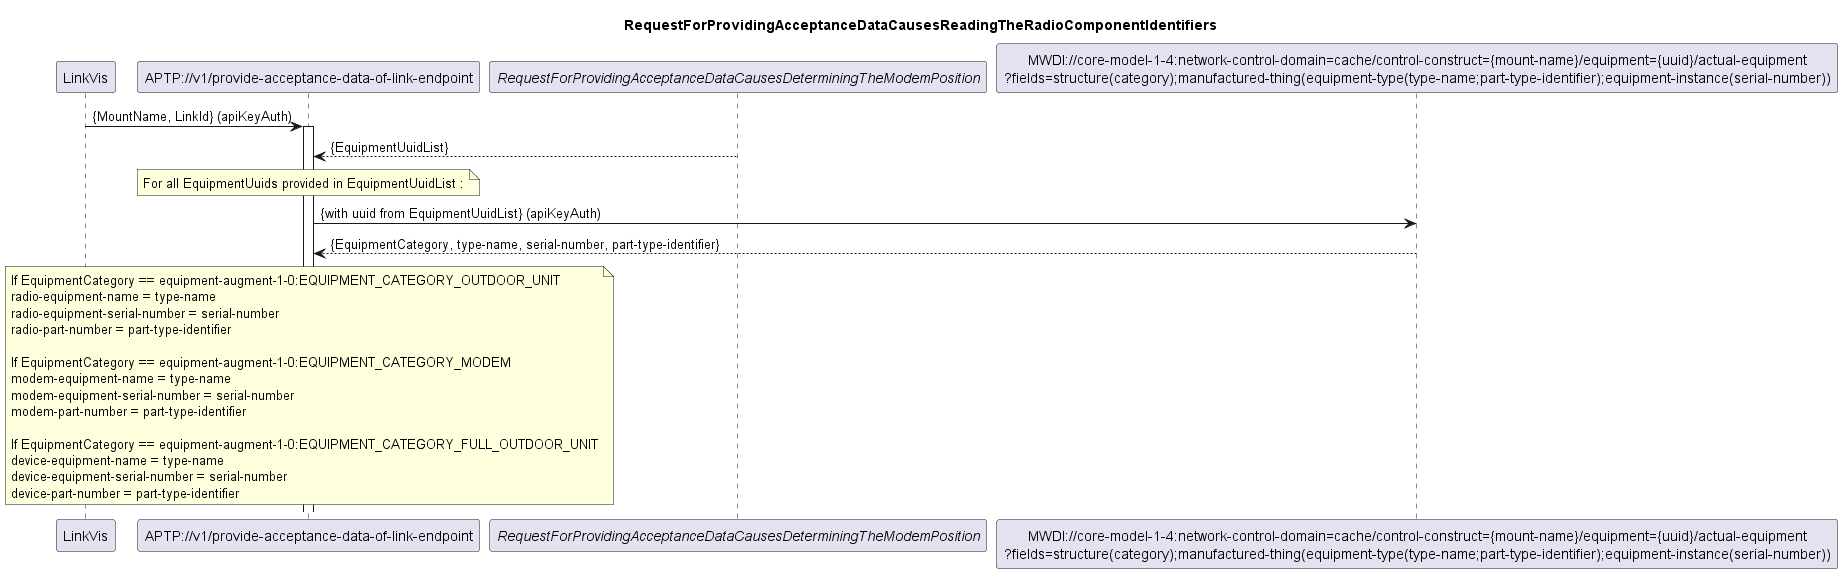 RequestForProvidingAcceptanceDataCausesReadingTheRadioComponentIdentifiers
LinkVis
APTP://v1/provide-acceptance-data-of-link-endpoint
RequestForProvidingAcceptanceDataCausesDeterminingTheModemPosition
MWDI://core-model-1-4:network-control-domain=cache/control-construct={mount-name}/equipment={uuid}/actual-equipment
?fields=structure(category);manufactured-thing(equipment-type(type-name;part-type-identifier);equipment-instance(serial-number))
{MountName, LinkId} (apiKeyAuth)
{EquipmentUuidList}
For all EquipmentUuids provided in EquipmentUuidList :
{with uuid from EquipmentUuidList} (apiKeyAuth)
{EquipmentCategory, type-name, serial-number, part-type-identifier}
If EquipmentCategory == equipment-augment-1-0:EQUIPMENT_CATEGORY_OUTDOOR_UNIT
radio-equipment-name = type-name
radio-equipment-serial-number = serial-number
radio-part-number = part-type-identifier
If EquipmentCategory == equipment-augment-1-0:EQUIPMENT_CATEGORY_MODEM
modem-equipment-name = type-name
modem-equipment-serial-number = serial-number
modem-part-number = part-type-identifier
If EquipmentCategory == equipment-augment-1-0:EQUIPMENT_CATEGORY_FULL_OUTDOOR_UNIT
device-equipment-name = type-name
device-equipment-serial-number = serial-number
device-part-number = part-type-identifier
LinkVis
APTP://v1/provide-acceptance-data-of-link-endpoint
RequestForProvidingAcceptanceDataCausesDeterminingTheModemPosition
MWDI://core-model-1-4:network-control-domain=cache/control-construct={mount-name}/equipment={uuid}/actual-equipment
?fields=structure(category);manufactured-thing(equipment-type(type-name;part-type-identifier);equipment-instance(serial-number))